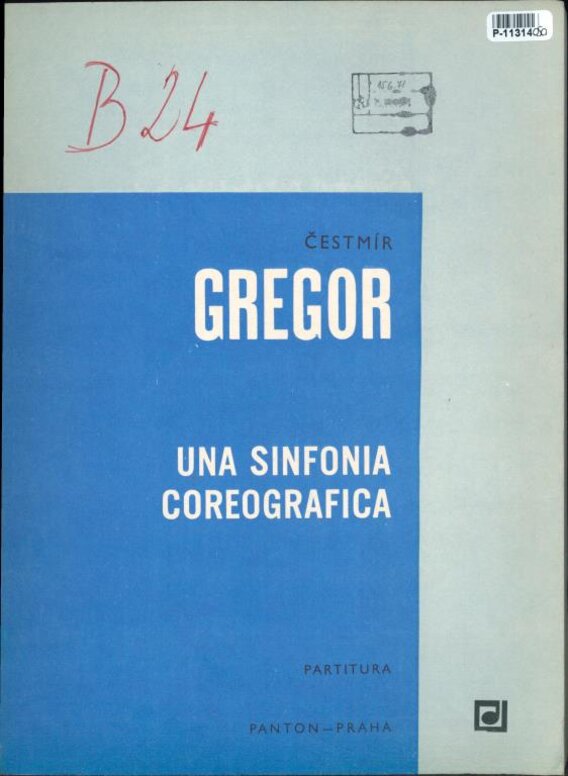 P-11314
B 24
ČESTMÍR
GREGOR
UNA SINFONIA
COREOGRAFICA
PARTITURA
PANTON—PRAHA